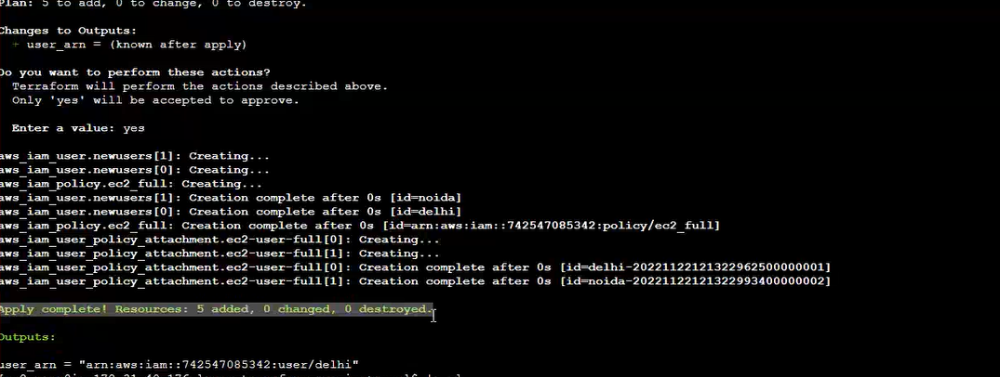 Plan: 5 to add, 0 to change, 0 to destroy.
Changes to Outputs:
+ user_arn = (known after apply)
Do you want to perform these actions?
Terraform will perform the actions described above.
Only 'yes' will be accepted to approve.
Enter a value: yes
aws_iam_user.newusers[1]: Creating...
aws_iam_user.newusers[0]: Creating...
aws_iam_policy.ec2_full: Creating...
aws_iam_user.newusers[1]: Creation complete after 0s [id=noida]
aws_iam_user.newusers[0]: Creation complete after 0s [id=delhi]
aws_iam_policy.ec2_full: Creation complete after 0s [id=arn:aws:iam::742547085342:policy/ec2_full]
aws_iam_user_policy_attachment.ec2-user-full[0]: Creating...
aws_iam_user_policy_attachment.ec2-user-full[1]: Creating...
aws_iam_user_policy_attachment.ec2-user-full[0]: Creation complete after 0s [id=delhi-20221122121322962500000001]
aws_iam_user_policy_attachment.ec2-user-full[1]: Creation complete after 0s [id=noida-20221122121322993400000002]
Apply complete! Resources: 5 added, 0 changed, 0 destroyed.
Outputs:
user_arn = "arn:aws:iam::742547085342:user/delhi"